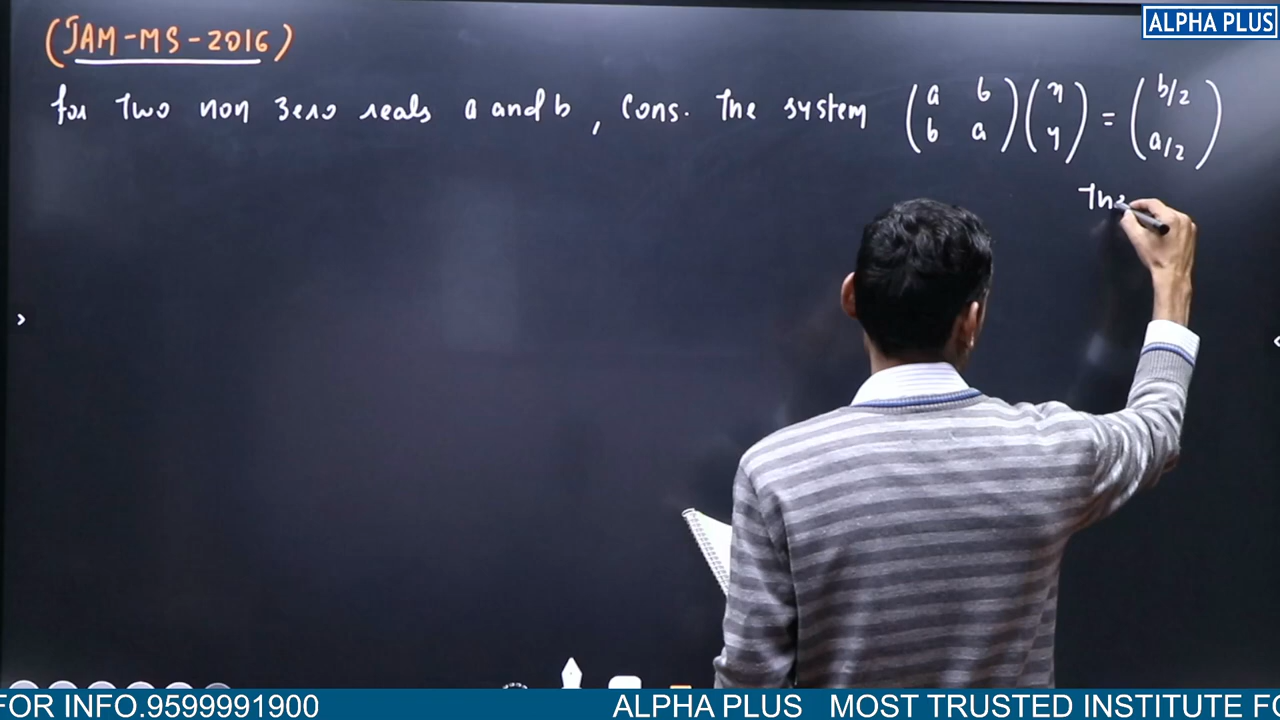 (JAM-MS-2016)
ALPHA PLUS
for Two non zero reals a and b, Cons. The system (a b b a)(x y) = (b/2 a/2)
The
FOR INFO.9599991900 ALPHA PLUS MOST TRUSTED INSTITUTE FO